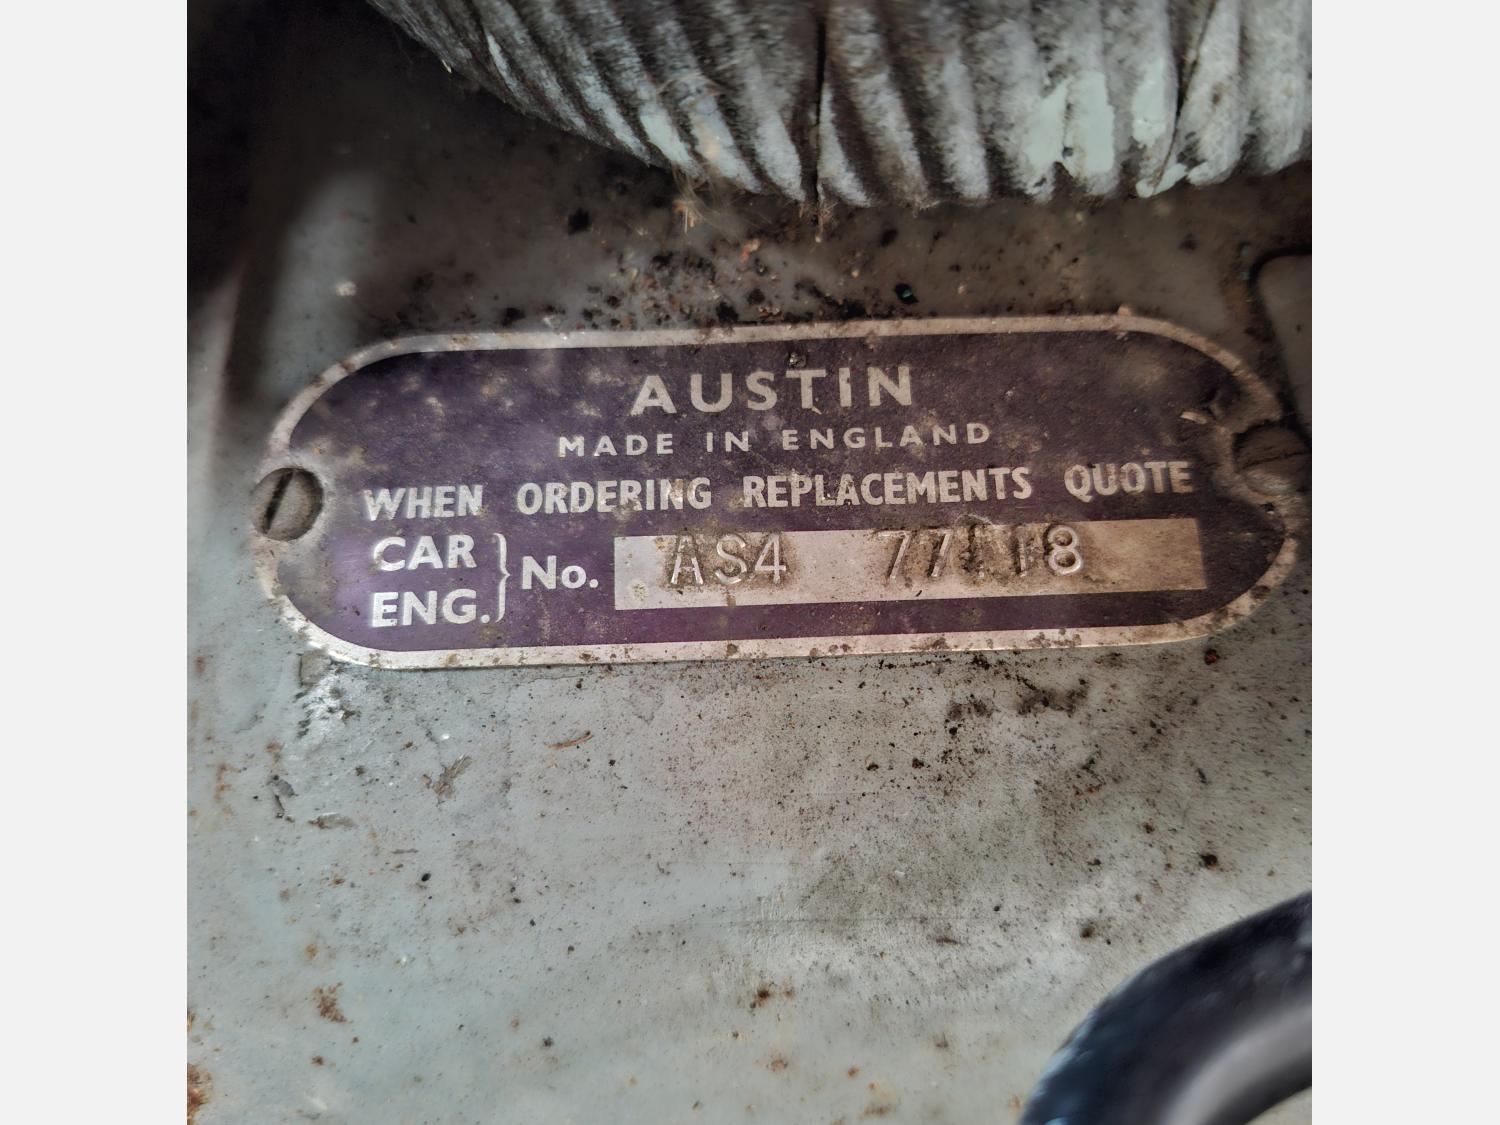 AUSTIN
MADE IN ENGLAND
WHEN ORDERING REPLACEMENTS QUOTE
CAR
ENG. } No. AS4